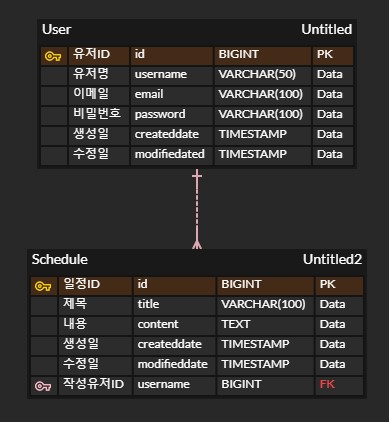 User Untitled
유저ID id BIGINT PK
유저명 username VARCHAR(50) Data
이메일 email VARCHAR(100) Data
비밀번호 password VARCHAR(100) Data
생성일 createddate TIMESTAMP Data
수정일 modifiedated TIMESTAMP Data
Schedule Untitled2
일정ID id BIGINT PK
제목 title VARCHAR(100) Data
내용 content TEXT Data
생성일 createddate TIMESTAMP Data
수정일 modifieddate TIMESTAMP Data
작성유저ID username BIGINT FK